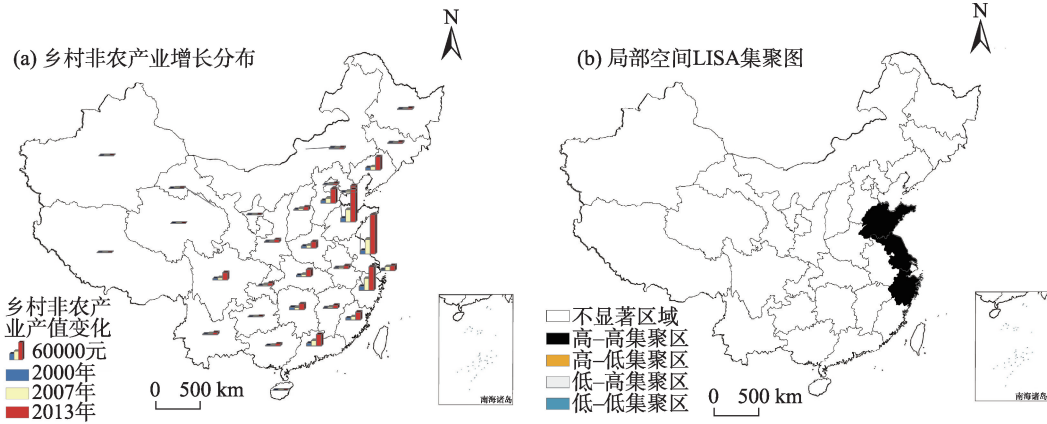 N
(a) 乡村非农产业增长分布
乡村非农产
业产值变化
60000元
2000年
2007年
2013年
0 500 km
南海诸岛
N
(b) 局部空间LISA集聚图
不显著区域
高–高集聚区
高–低集聚区
低–高集聚区
低–低集聚区
0 500 km
南海诸岛